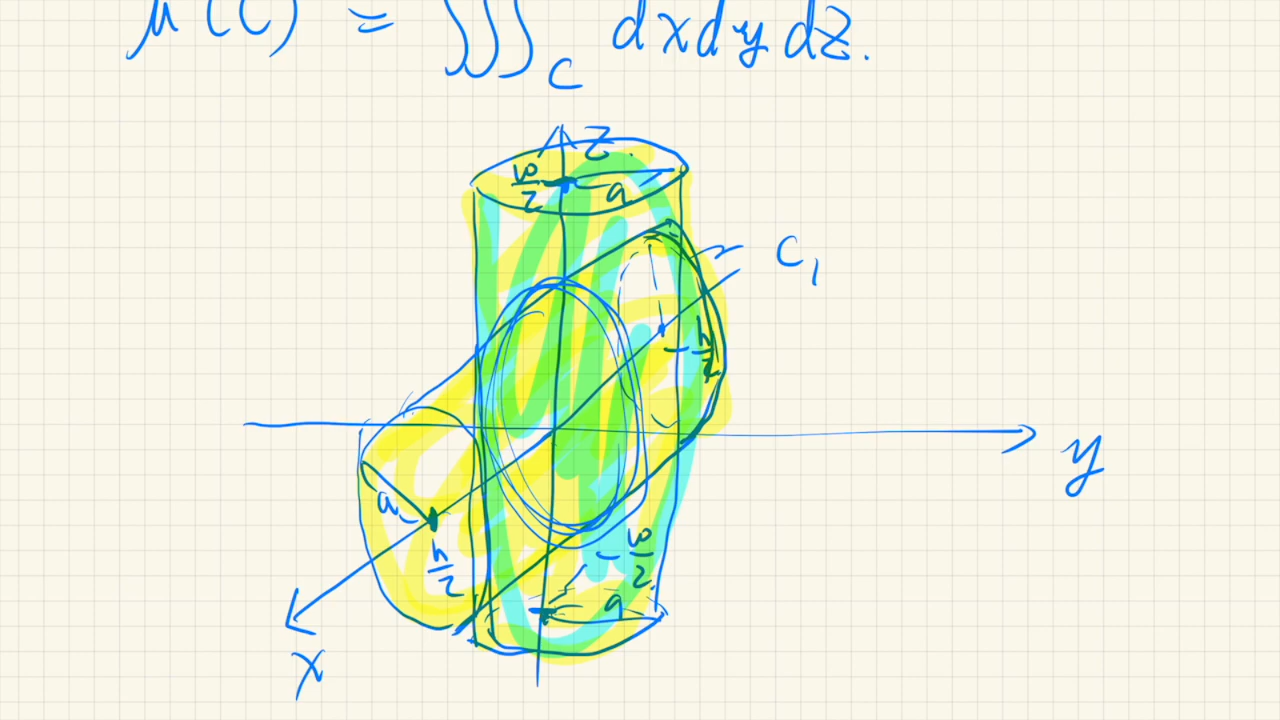 μ(C) = ∭_C dxdydz.
z
w/2 a
C₁
-h/2
y
a
h/2
-w/2
a
x